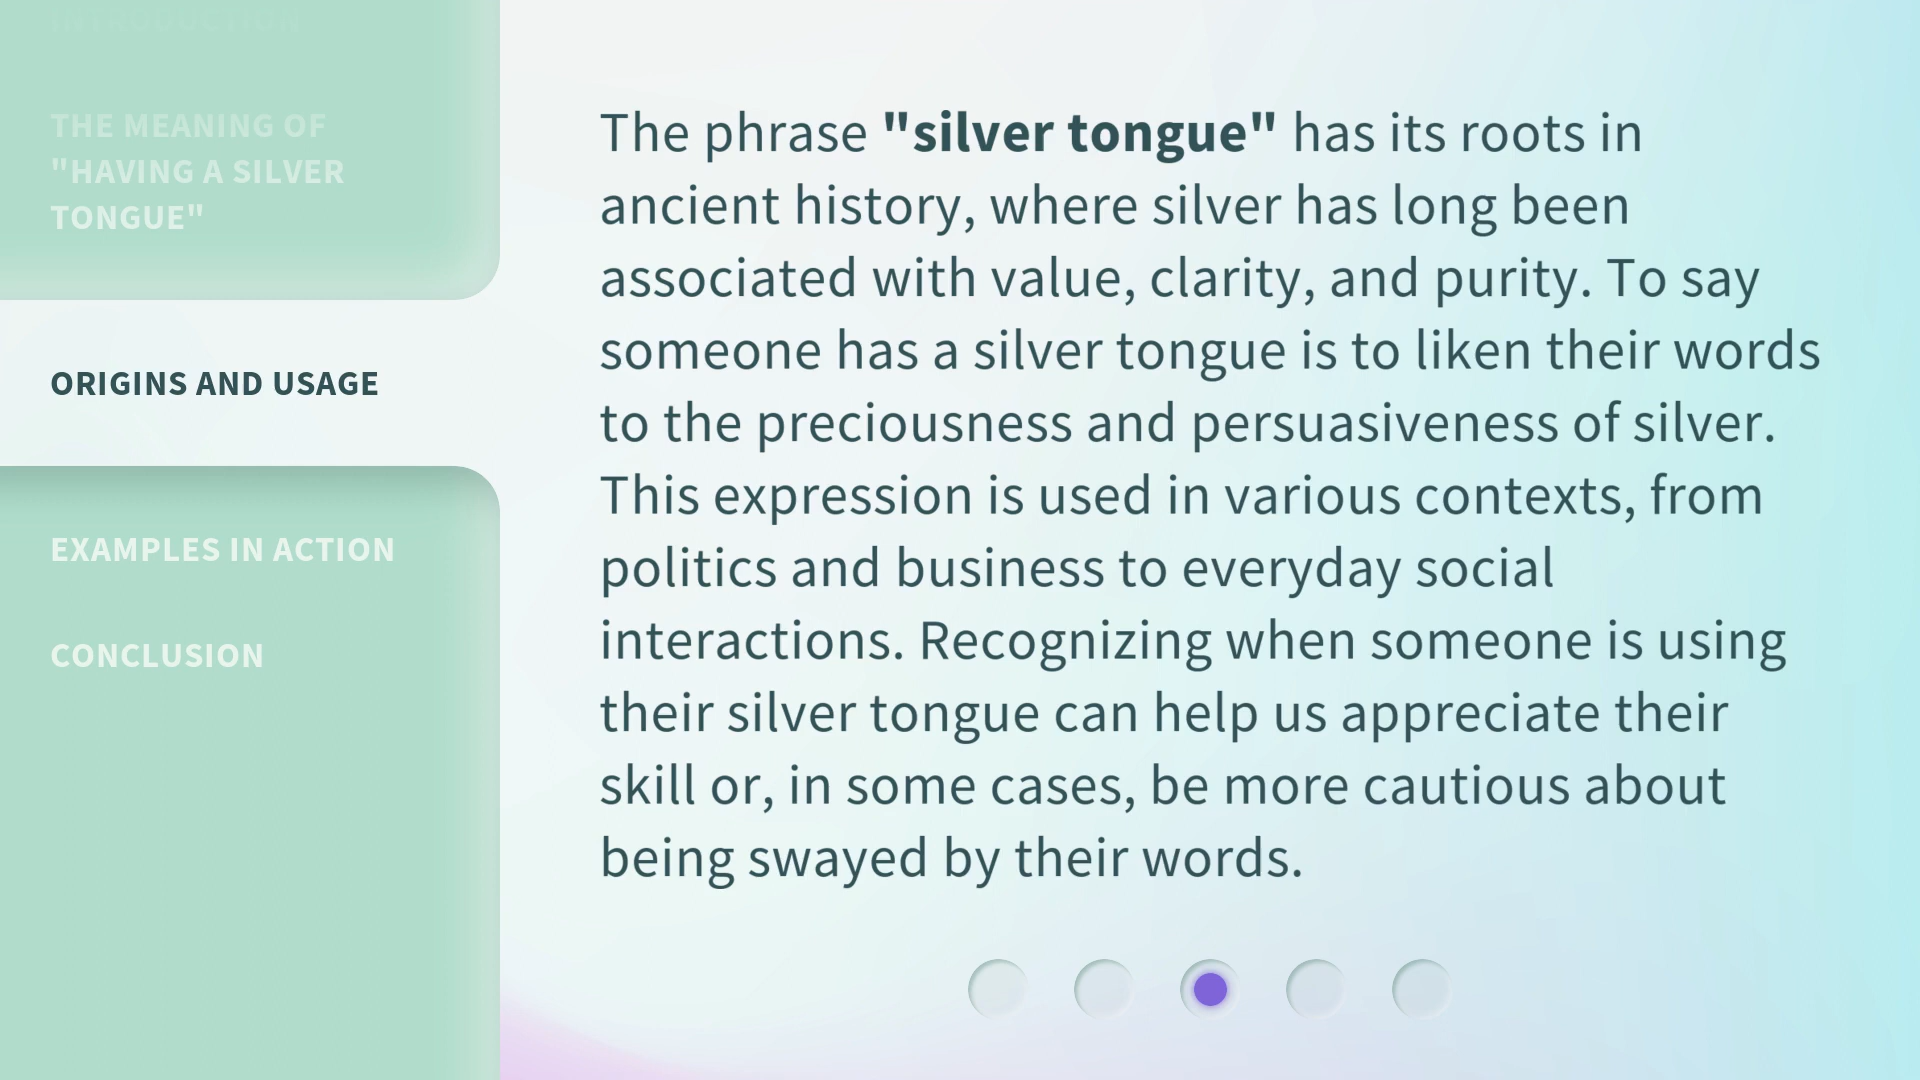 INTRODUCTION
THE MEANING OF
"HAVING A SILVER
TONGUE"
ORIGINS AND USAGE
EXAMPLES IN ACTION
CONCLUSION
The phrase "silver tongue" has its roots in
ancient history, where silver has long been
associated with value, clarity, and purity. To say
someone has a silver tongue is to liken their words
to the preciousness and persuasiveness of silver.
This expression is used in various contexts, from
politics and business to everyday social
interactions. Recognizing when someone is using
their silver tongue can help us appreciate their
skill or, in some cases, be more cautious about
being swayed by their words.